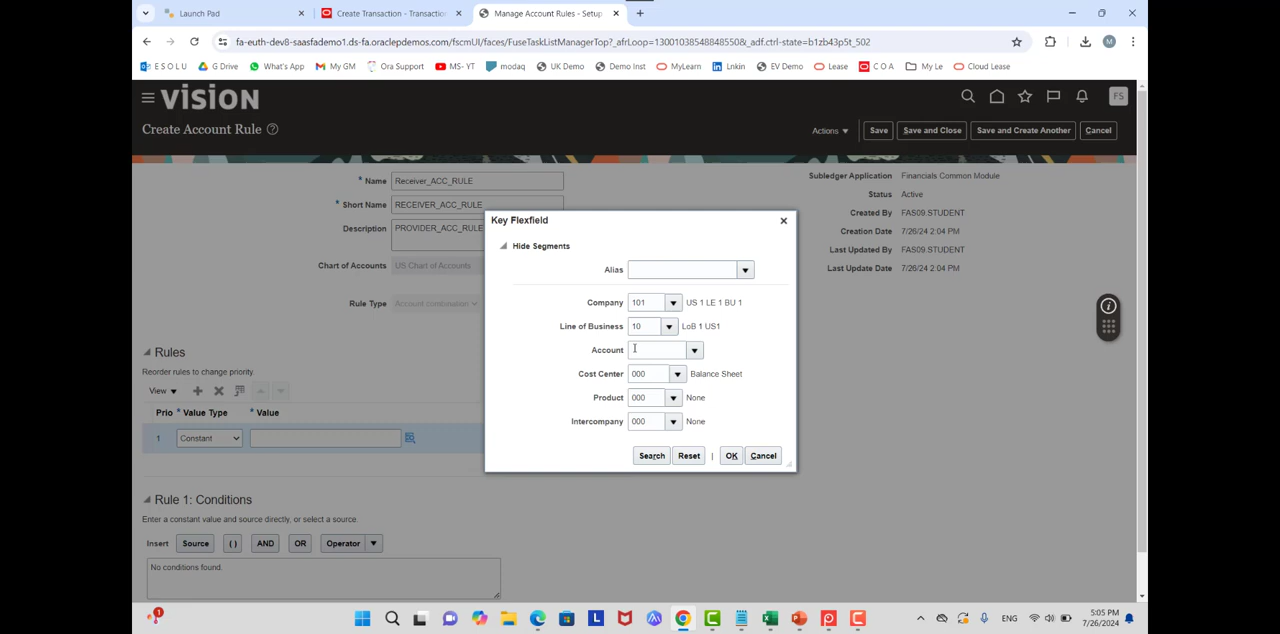 Launch Pad
Create Transaction - Transaction
Manage Account Rules - Setup
fa-euth-dev8-saasfademo1.ds-fa.oraclepdemos.com/fscmUI/faces/FuseTaskListManagerTop?_afrLoop=13001038548848550&_adf.ctrl-state=b1zb43p5t_502
E S O L U
G Drive
What's App
My GM
Ora Support
MS- YT
modaq
UK Demo
Demo Inst
MyLearn
Lnkin
EV Demo
Lease
C O A
My Le
Cloud Lease
VISION
FS
Create Account Rule
Actions
Save
Save and Close
Save and Create Another
Cancel
* Name Receiver_ACC_RULE
* Short Name RECEIVER_ACC_RULE
Description PROVIDER_ACC_RULE
Chart of Accounts US Chart of Accounts
Rule Type Account combination
Subledger Application Financials Common Module
Status Active
Created By FAS09.STUDENT
Creation Date 7/26/24 2:04 PM
Last Updated By FAS09.STUDENT
Last Update Date 7/26/24 2:04 PM
Key Flexfield
Hide Segments
Alias
Company 101 US 1 LE 1 BU 1
Line of Business 10 LoB 1 US1
Account
Cost Center 000 Balance Sheet
Product 000 None
Intercompany 000 None
Search
Reset
OK
Cancel
Rules
Reorder rules to change priority.
View
Prio * Value Type * Value
1 Constant
Rule 1: Conditions
Enter a constant value and source directly, or select a source.
Insert Source ( ) AND OR Operator
No conditions found.
1
ENG
5:05 PM
7/26/2024